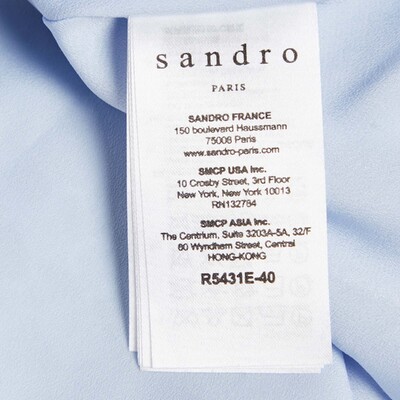 sandro
PARIS
SANDRO FRANCE
150 boulevard Haussmann
75008 Paris
www.sandro-paris.com
SMCP USA Inc.
10 Crosby Street, 3rd Floor
New York, New York 10013
RN132784
SMCP ASIA Inc.
The Centrium, Suite 3203A-5A, 32/F
60 Wyndham Street, Central
HONG-KONG
R5431E-40